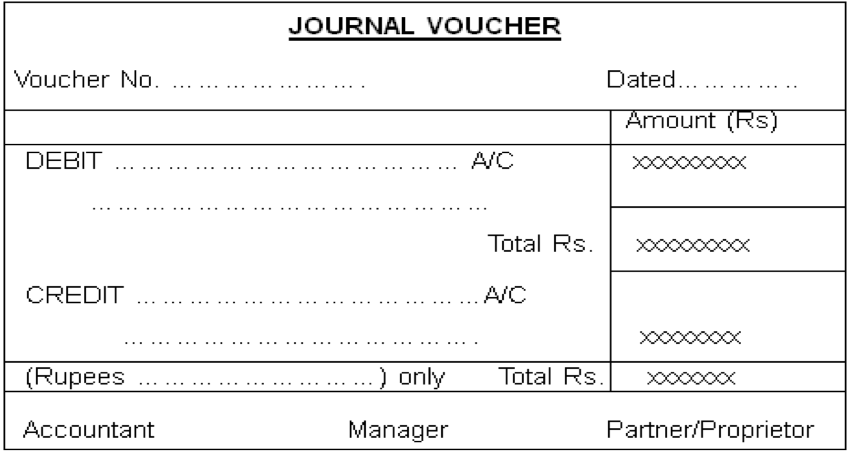 JOURNAL VOUCHER
Voucher No. ... ... ... ... ... ... ... . Dated... ... ... ... ..
Amount (Rs)
DEBIT ... ... ... ... ... ... ... ... ... ... ... ... ... A/C xxxxxxxxx
... ... ... ... ... ... ... ... ... ... ... ... ... ... ...
Total Rs. xxxxxxxxx
CREDIT ... ... ... ... ... ... ... ... ... ... ... ... ... A/C
... ... ... ... ... ... ... ... ... ... ... ... ... . xxxxxxxx
(Rupees ... ... ... ... ... ... ... ... ...) only Total Rs. xxxxxxx
Accountant Manager Partner/Proprietor